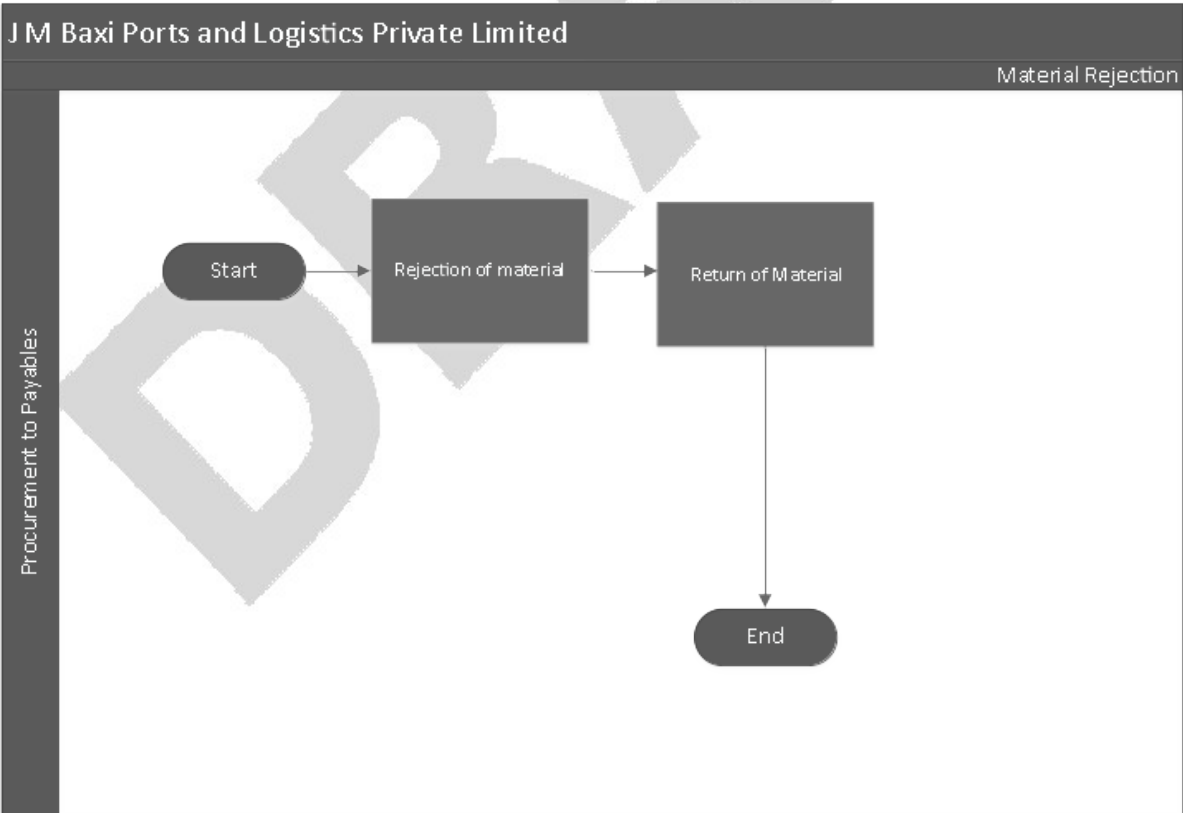 J M Baxi Ports and Logistics Private Limited
Material Rejection
Procurement to Payables
Start
Rejection of material
Return of Material
End